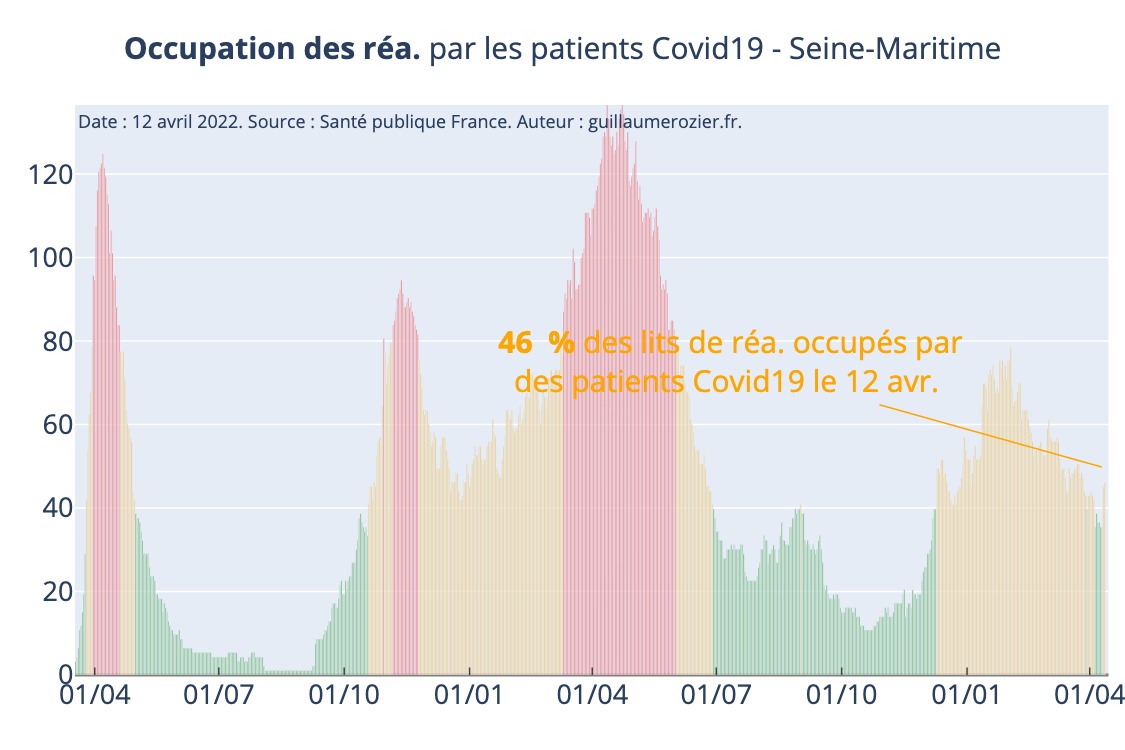 Occupation des réa. par les patients Covid19 - Seine-Maritime
Date : 12 avril 2022. Source : Santé publique France. Auteur : guillaumerozier.fr.
120
100
80
46 % des lits de réa. occupés par
des patients Covid19 le 12 avr.
60
40
20
0
01/04 01/07 01/10 01/01 01/04 01/07 01/10 01/01 01/04